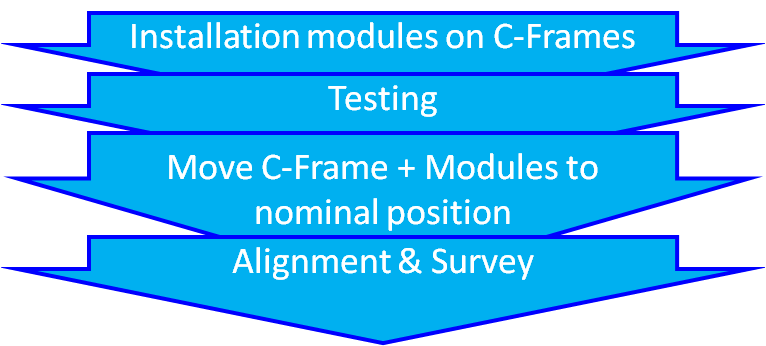 Installation modules on C-Frames
Testing
Move C-Frame + Modules to
nominal position
Alignment & Survey